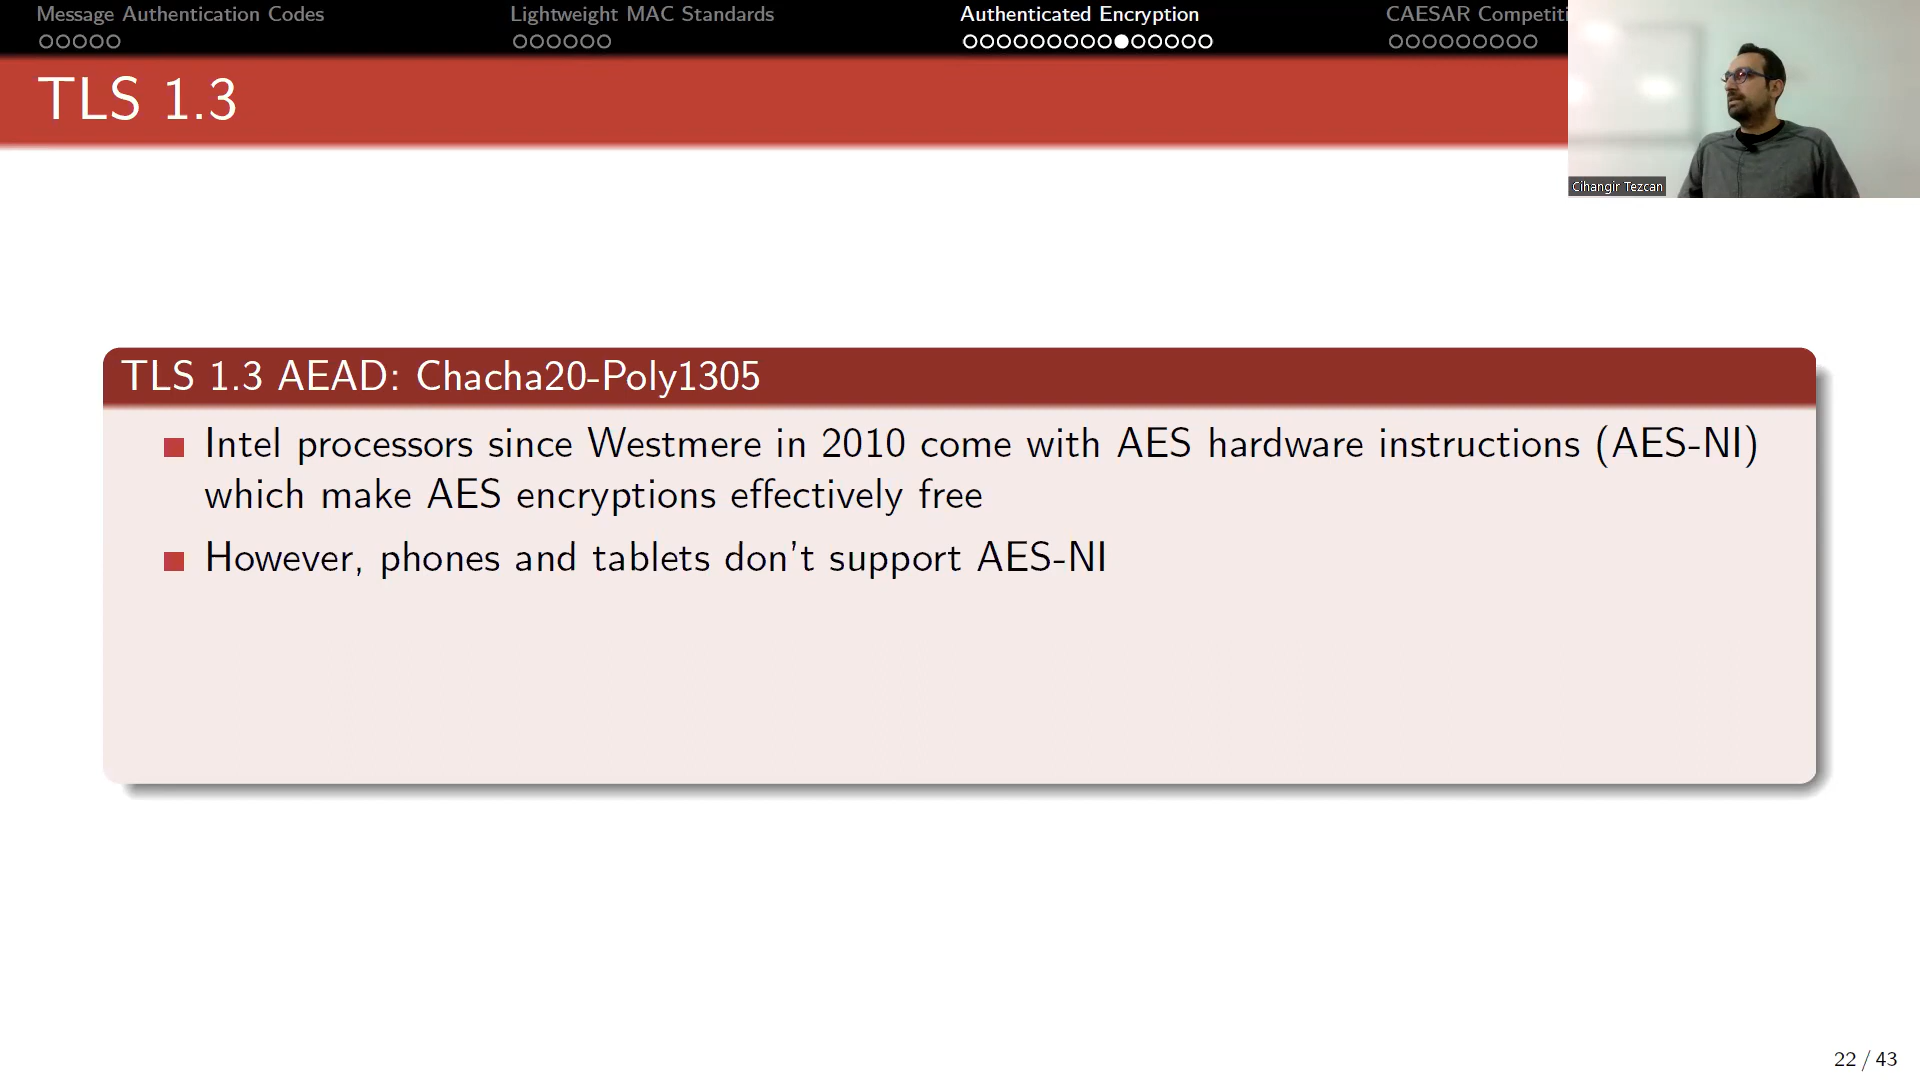 Message Authentication Codes
Lightweight MAC Standards
Authenticated Encryption
CAESAR Competiti
TLS 1.3
Cihangir Tezcan
TLS 1.3 AEAD: Chacha20-Poly1305
Intel processors since Westmere in 2010 come with AES hardware instructions (AES-NI)
which make AES encryptions effectively free
However, phones and tablets don't support AES-NI
22 / 43